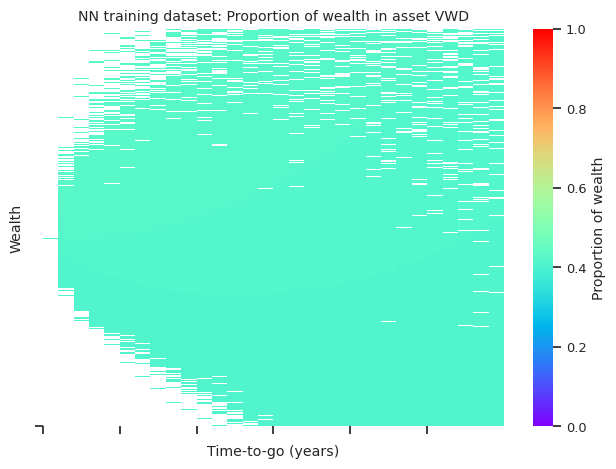 NN training dataset: Proportion of wealth in asset VWD
Wealth
Time-to-go (years)
1.0
0.8
0.6
0.4
0.2
0.0
Proportion of wealth